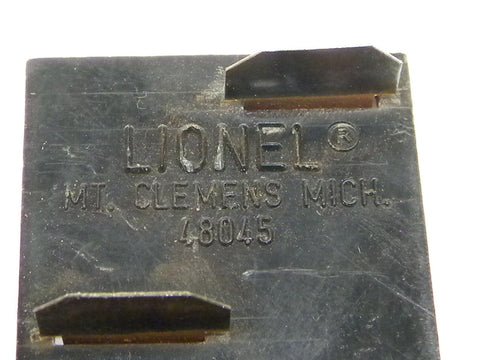 LIONEL®
MT. CLEMENS MICH.
48045